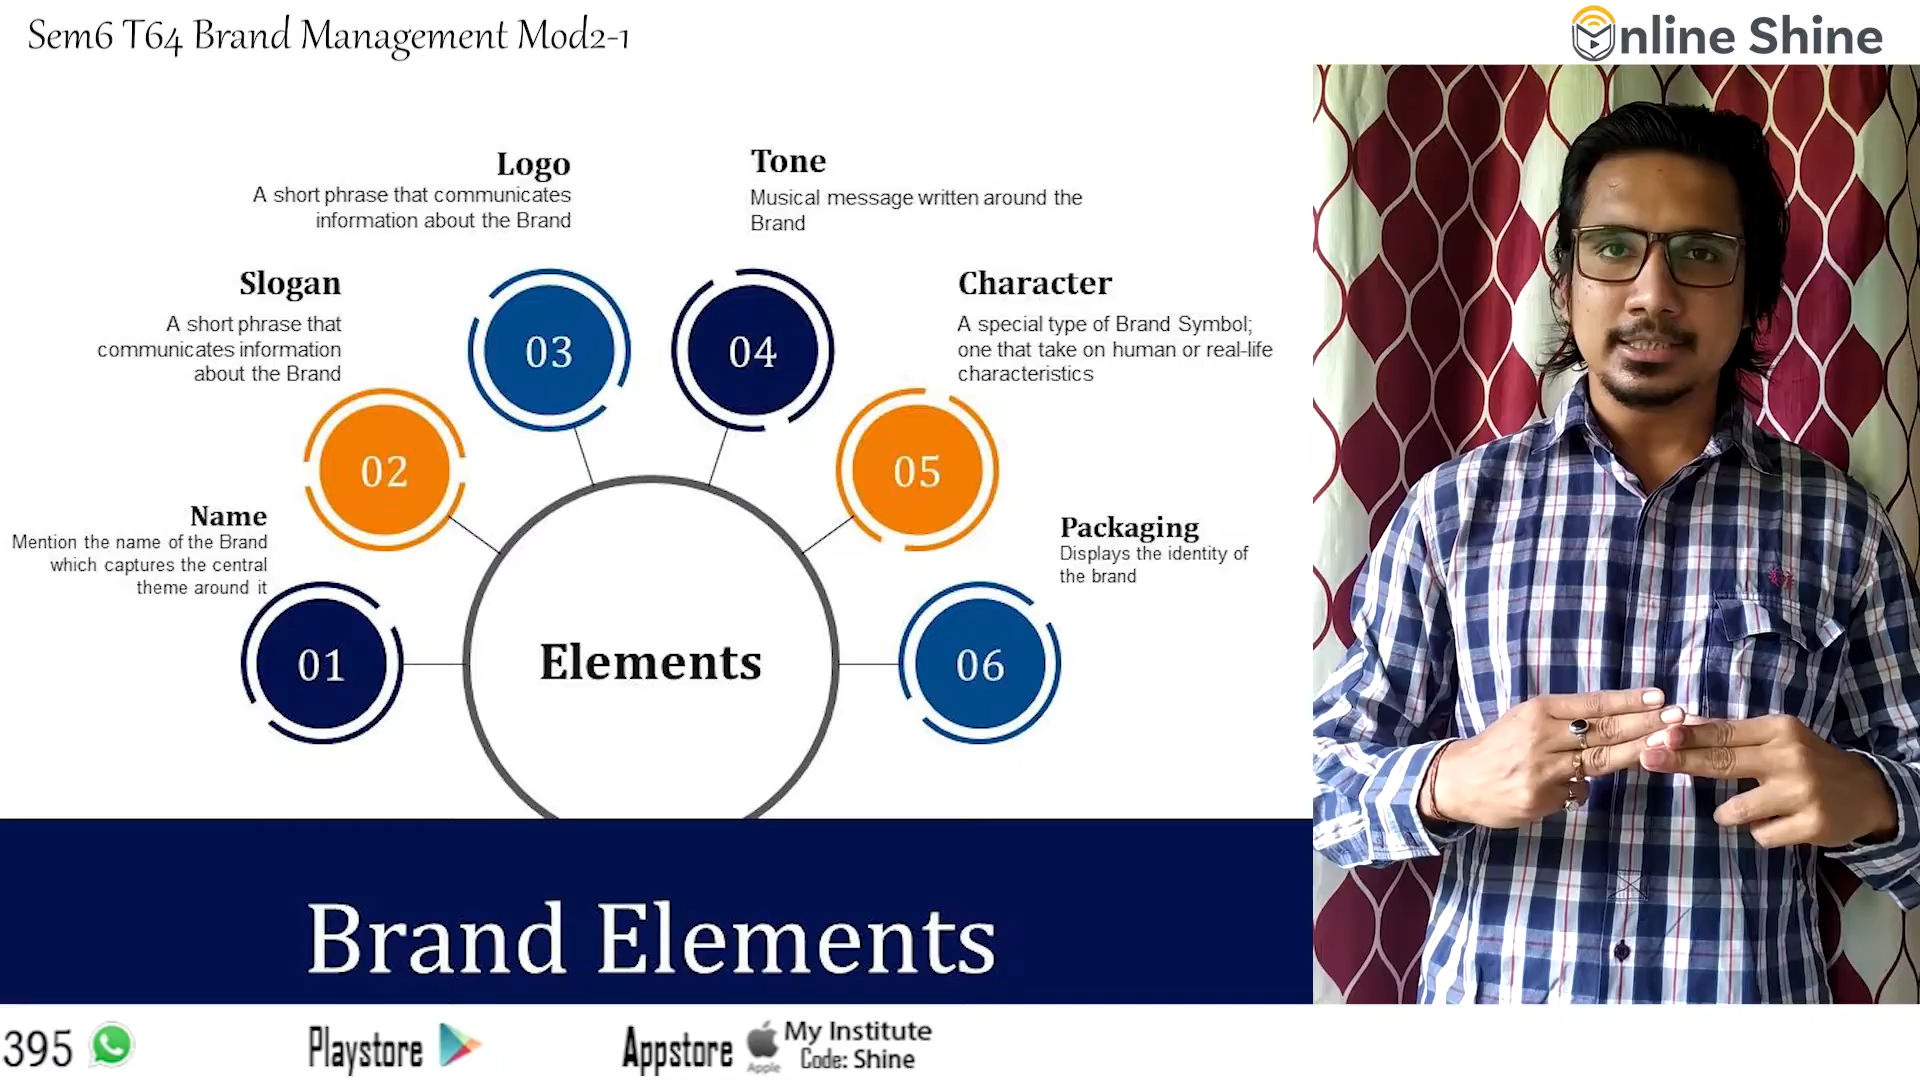 Sem6 T64 Brand Management Mod2-1
Online Shine
Logo
A short phrase that communicates
information about the Brand
Tone
Musical message written around the
Brand
Slogan
A short phrase that
communicates information
about the Brand
Character
A special type of Brand Symbol;
one that take on human or real-life
characteristics
03
04
02
05
Name
Mention the name of the Brand
which captures the central
theme around it
Packaging
Displays the identity of
the brand
01
Elements
06
Brand Elements
395
Playstore
Appstore
Apple
My Institute
Code: Shine